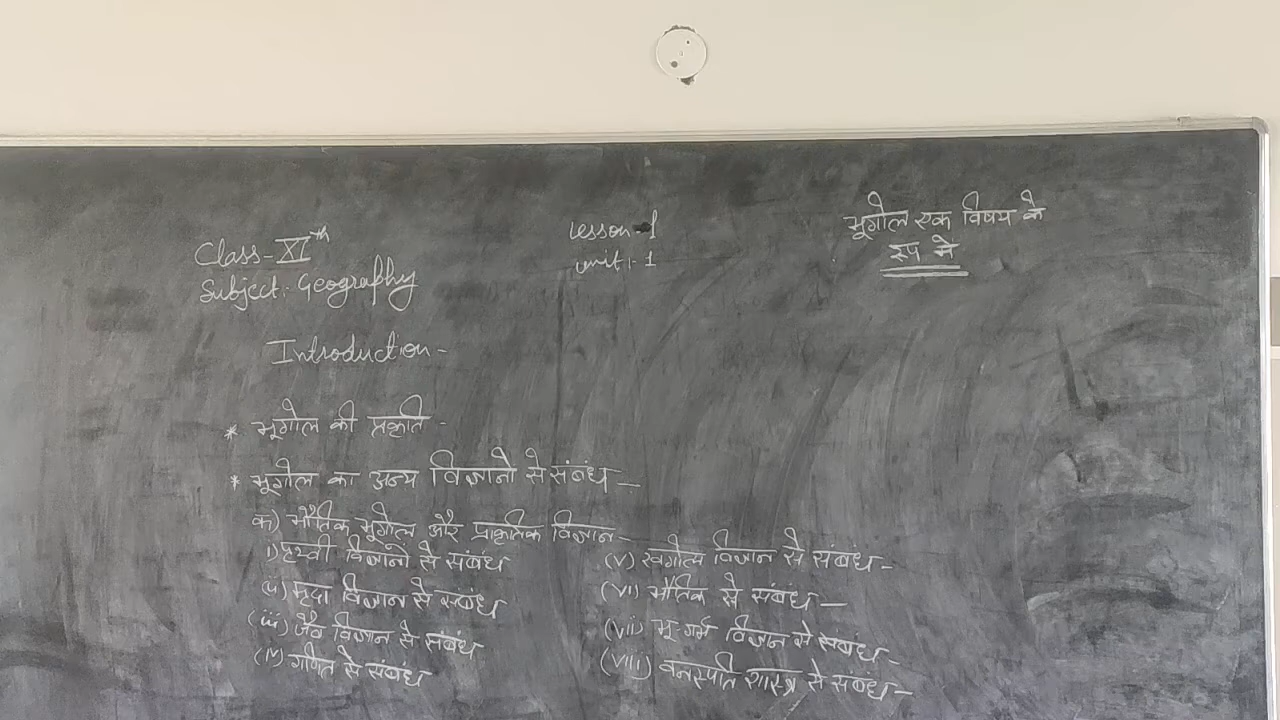 Class-XIth
Subject: Geography
Lesson-1
unit:-1
भूगोल एक विषय के
रूप मे
Introduction-
* भूगोल की प्रकृति-
* भूगोल का अन्य विज्ञानो से संबंध-
क) भौतिक भूगोल और प्राकृतिक विज्ञान-
i) पृथ्वी विज्ञानो से संबंध
(ii) मृदा विज्ञान से संबंध
(iii) जैव विज्ञान से संबंध
(iv) गणित से संबंध
(v) खगोल विज्ञान से संबंध-
(vi) भौतिक से संबंध-
(vii) भू-गर्भ विज्ञान से संबंध-
(viii) वनस्पति शास्त्र से संबंध-